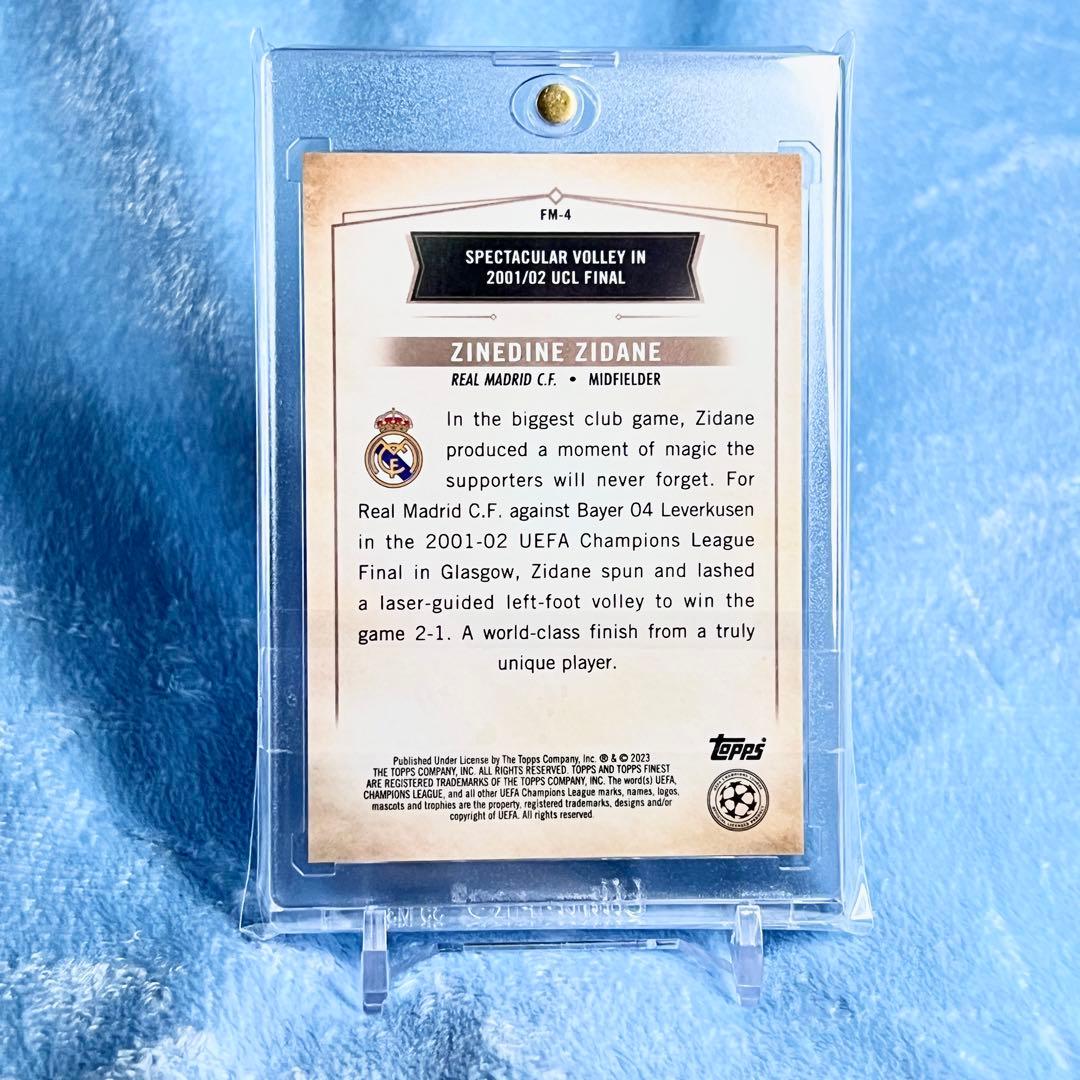 FM-4
SPECTACULAR VOLLEY IN
2001/02 UCL FINAL
ZINEDINE ZIDANE
REAL MADRID C.F. • MIDFIELDER
In the biggest club game, Zidane
produced a moment of magic the
supporters will never forget. For
Real Madrid C.F. against Bayer 04 Leverkusen
in the 2001-02 UEFA Champions League
Final in Glasgow, Zidane spun and lashed
a laser-guided left-foot volley to win the
game 2-1. A world-class finish from a truly
unique player.
Topps
Published Under License by The Topps Company, Inc. ® & © 2023
THE TOPPS COMPANY, INC. ALL RIGHTS RESERVED. TOPPS AND TOPPS FINEST
ARE REGISTERED TRADEMARKS OF THE TOPPS COMPANY, INC. The word(s) UEFA,
CHAMPIONS LEAGUE, and all other UEFA Champions League marks, names, logos,
mascots and trophies are the property, registered trademarks, designs and/or
copyright of UEFA. All rights reserved.